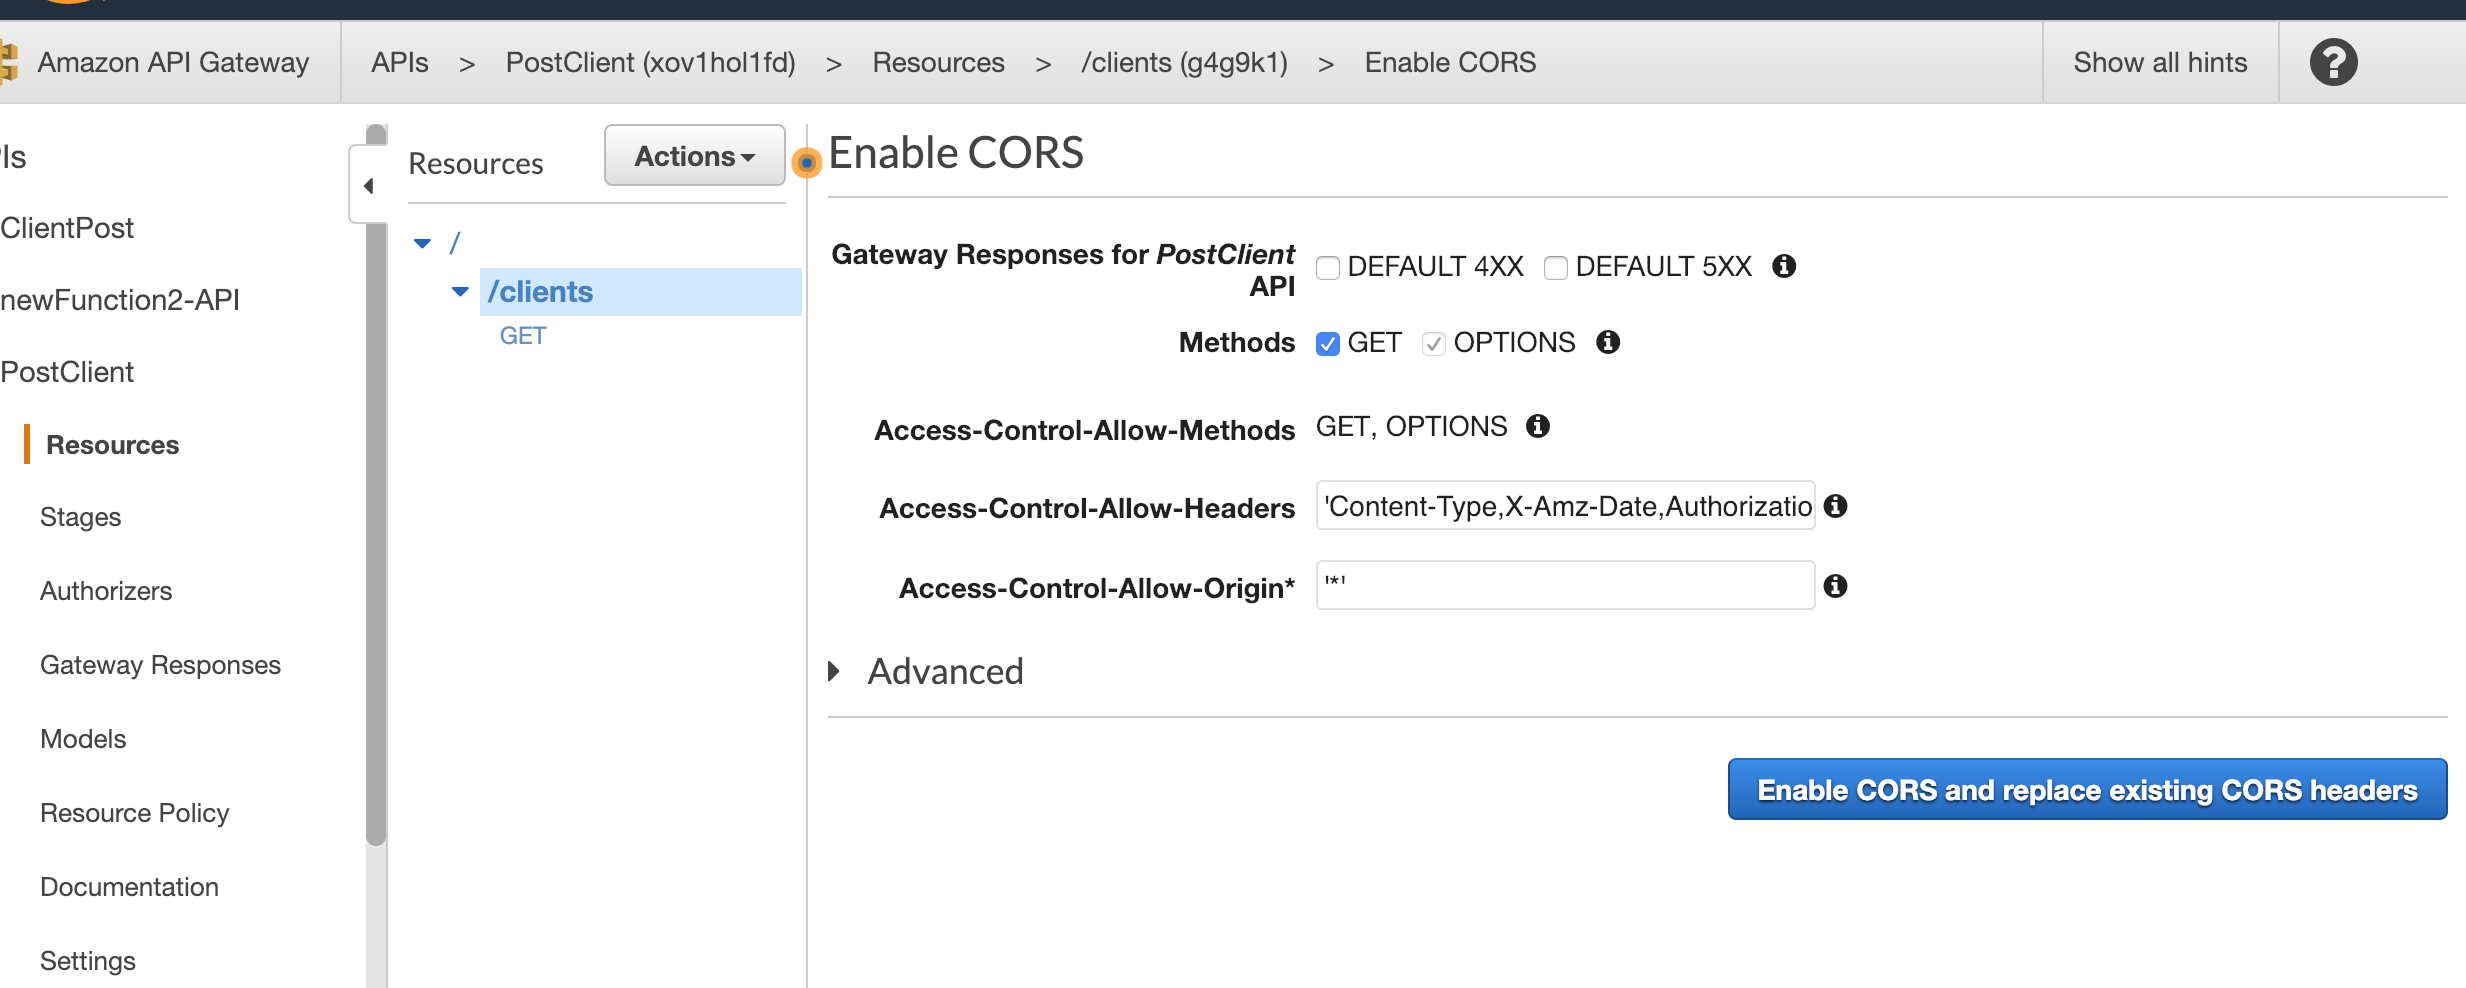 Amazon API Gateway
APIs > PostClient (xov1hol1fd) > Resources > /clients (g4g9k1) > Enable CORS
Show all hints
?
Is
ClientPost
newFunction2-API
PostClient
Resources
Stages
Authorizers
Gateway Responses
Models
Resource Policy
Documentation
Settings
Resources
Actions
/
/clients
GET
Enable CORS
Gateway Responses for PostClient
API
DEFAULT 4XX DEFAULT 5XX
Methods GET OPTIONS
Access-Control-Allow-Methods GET, OPTIONS
Access-Control-Allow-Headers 'Content-Type,X-Amz-Date,Authorizatio
Access-Control-Allow-Origin* '*'
Advanced
Enable CORS and replace existing CORS headers